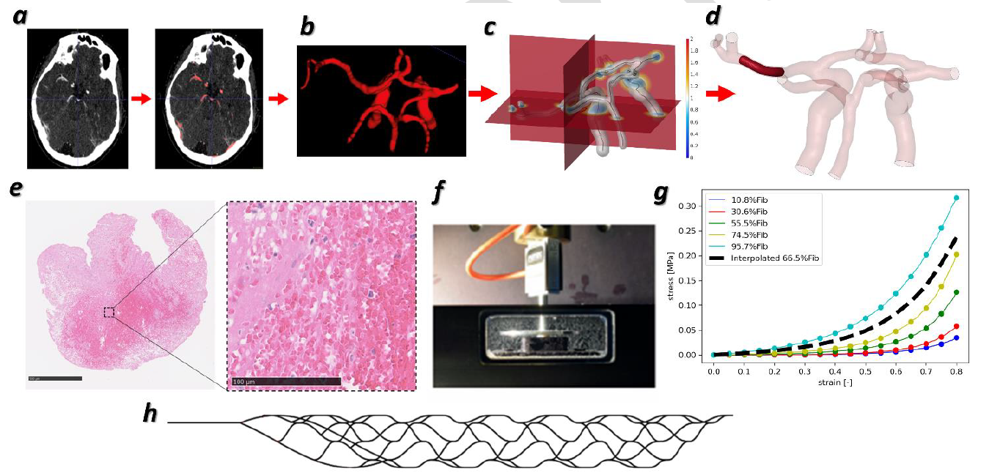 a
b
c
d
2
1.8
1.6
1.4
1.2
1
0.8
0.6
0.4
0.2
0
e
100 μm
f
g
10.8%Fib
30.6%Fib
55.5%Fib
74.5%Fib
95.7%Fib
Interpolated 66.5%Fib
0.30
0.25
0.20
0.15
0.10
0.05
0.00
stress [MPa]
0.0 0.1 0.2 0.3 0.4 0.5 0.6 0.7 0.8
strain [-]
h